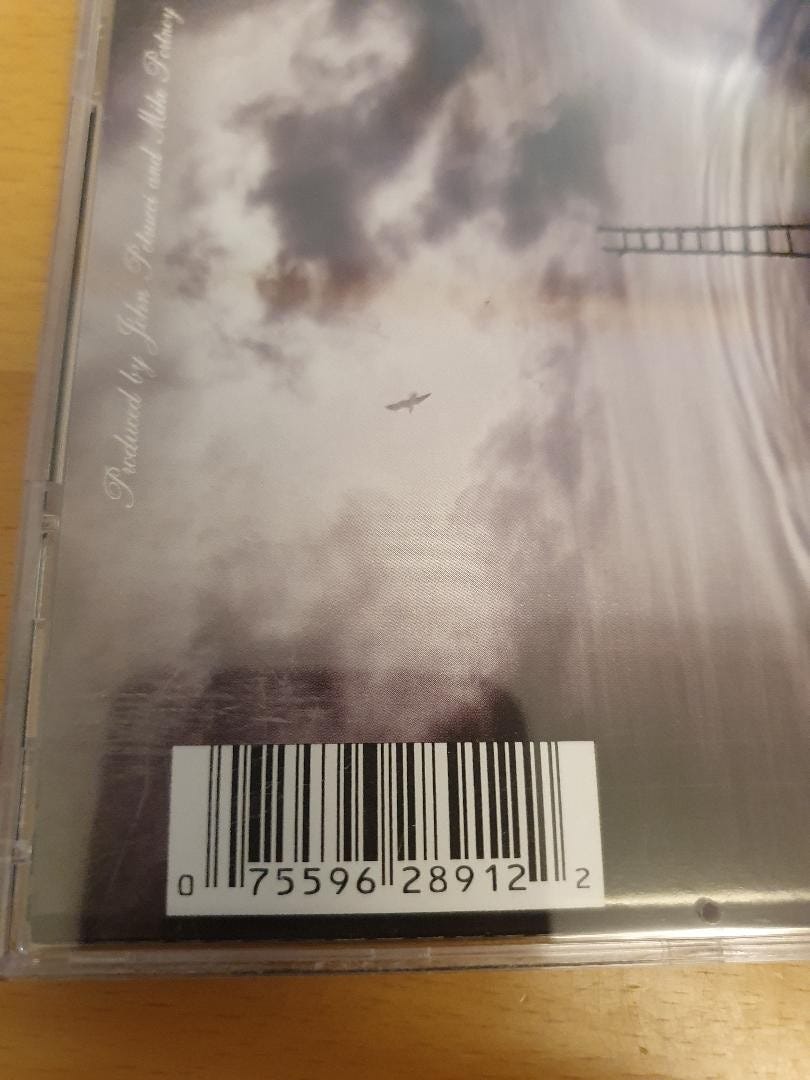 Produced by John Petrucci and Mike Portnoy
0 75596 28912 2